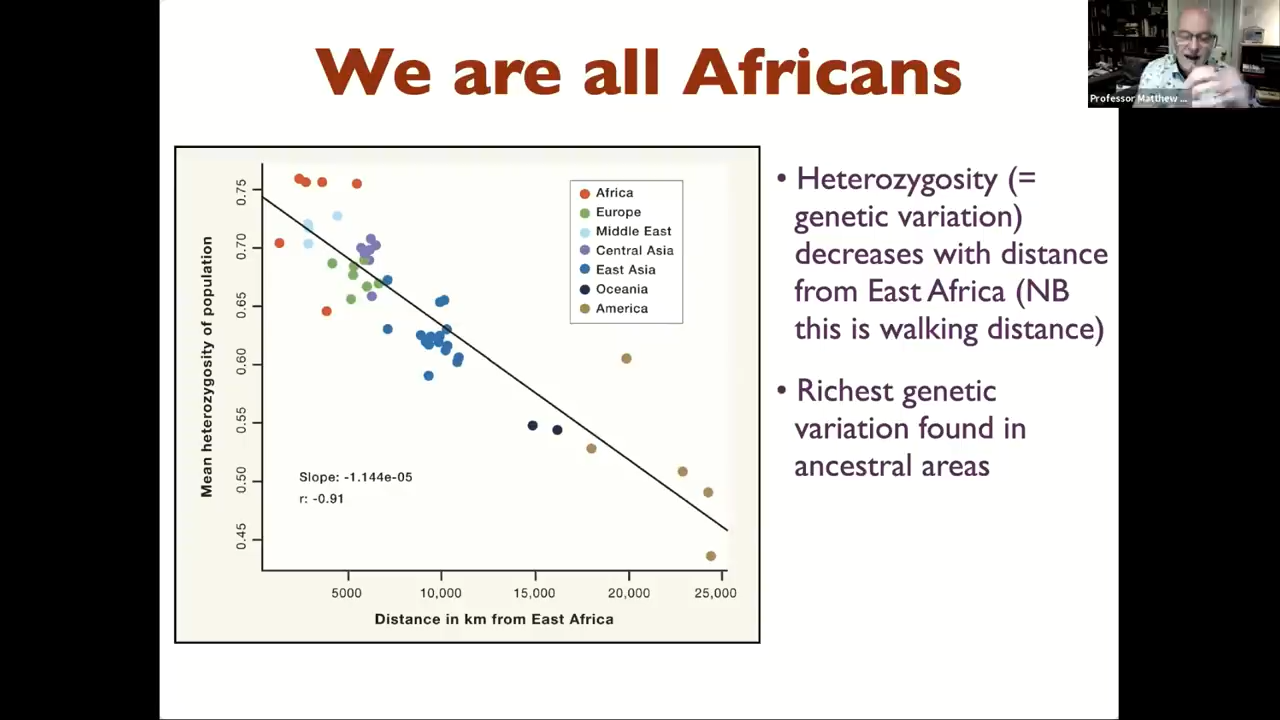 We are all Africans
Professor Matthew ...
0.75
0.70
0.65
0.60
0.55
0.50
0.45
Mean heterozygosity of population
Africa
Europe
Middle East
Central Asia
East Asia
Oceania
America
Slope: -1.144e-05
r: -0.91
5000
10,000
15,000
20,000
25,000
Distance in km from East Africa
• Heterozygosity (=
genetic variation)
decreases with distance
from East Africa (NB
this is walking distance)
• Richest genetic
variation found in
ancestral areas